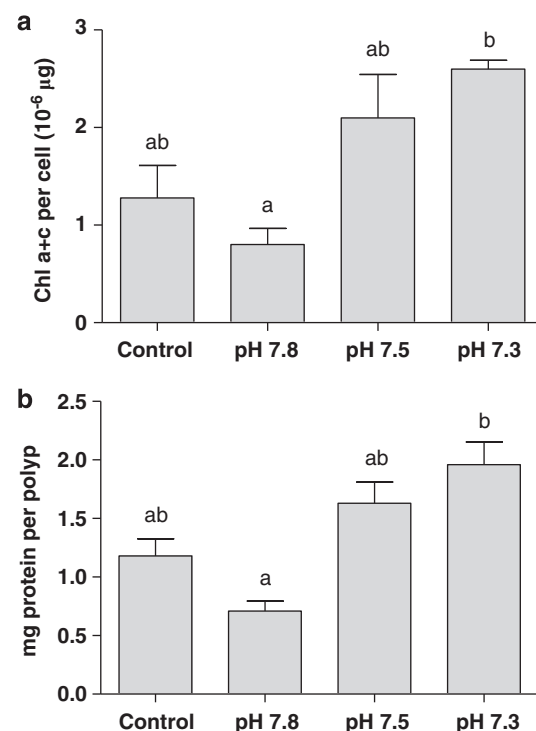 a
Chl a+c per cell (10⁻⁶ µg)
3
2
1
0
ab
a
ab
b
Control pH 7.8 pH 7.5 pH 7.3
b
mg protein per polyp
2.5
2.0
1.5
1.0
0.5
0.0
ab
a
ab
b
Control pH 7.8 pH 7.5 pH 7.3